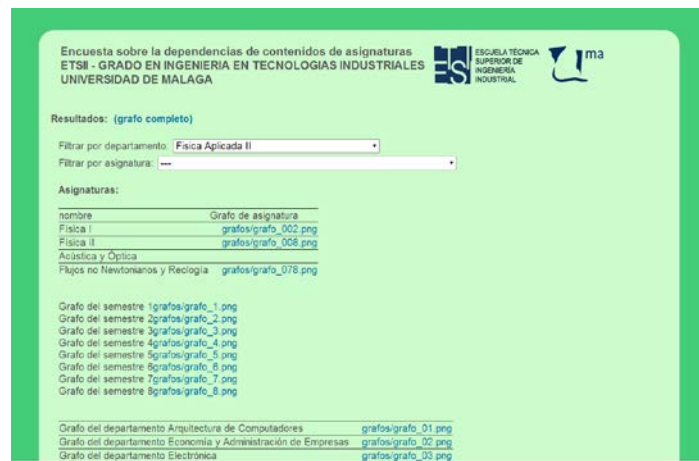 Encuesta sobre la dependencias de contenidos de asignaturas
ETSII - GRADO EN INGENIERIA EN TECNOLOGIAS INDUSTRIALES
UNIVERSIDAD DE MALAGA
ESCUELA TÉCNICA
SUPERIOR DE
INGENIERÍA
INDUSTRIAL
uma
Resultados: (grafo completo)
Filtrar por departamento: Fisica Aplicada II
Filtrar por asignatura: ---
Asignaturas:
nombre Grafo de asignatura
Física I grafos/grafo_002.png
Física II grafos/grafo_008.png
Acústica y Óptica
Flujos no Newtonianos y Reología grafos/grafo_078.png
Grafo del semestre 1grafos/grafo_1.png
Grafo del semestre 2grafos/grafo_2.png
Grafo del semestre 3grafos/grafo_3.png
Grafo del semestre 4grafos/grafo_4.png
Grafo del semestre 5grafos/grafo_5.png
Grafo del semestre 6grafos/grafo_6.png
Grafo del semestre 7grafos/grafo_7.png
Grafo del semestre 8grafos/grafo_8.png
Grafo del departamento Arquitectura de Computadores grafos/grafo_01.png
Grafo del departamento Economía y Administración de Empresas grafos/grafo_02.png
Grafo del departamento Electrónica grafos/grafo_03.png